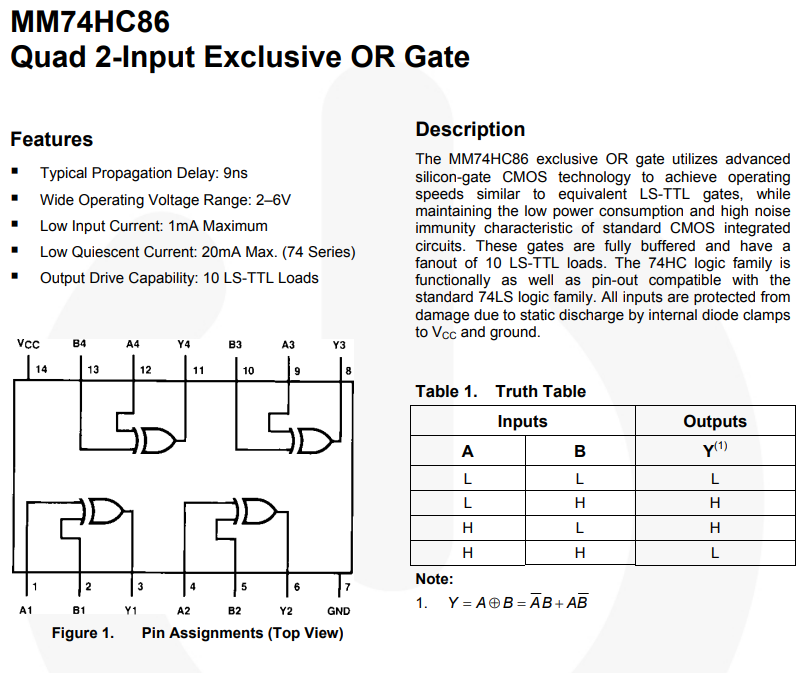 MM74HC86
Quad 2-Input Exclusive OR Gate
Features
▪ Typical Propagation Delay: 9ns
▪ Wide Operating Voltage Range: 2–6V
▪ Low Input Current: 1mA Maximum
▪ Low Quiescent Current: 20mA Max. (74 Series)
▪ Output Drive Capability: 10 LS-TTL Loads
VCC B4 A4 Y4 B3 A3 Y3
14 13 12 11 10 9 8
1 2 3 4 5 6 7
A1 B1 Y1 A2 B2 Y2 GND
Figure 1. Pin Assignments (Top View)
Description
The MM74HC86 exclusive OR gate utilizes advanced
silicon-gate CMOS technology to achieve operating
speeds similar to equivalent LS-TTL gates, while
maintaining the low power consumption and high noise
immunity characteristic of standard CMOS integrated
circuits. These gates are fully buffered and have a
fanout of 10 LS-TTL loads. The 74HC logic family is
functionally as well as pin-out compatible with the
standard 74LS logic family. All inputs are protected from
damage due to static discharge by internal diode clamps
to VCC and ground.
Table 1. Truth Table
Inputs Outputs
A B Y(1)
L L L
L H H
H L H
H H L
Note:
1. Y = A⊕B = A̅B + AB̅